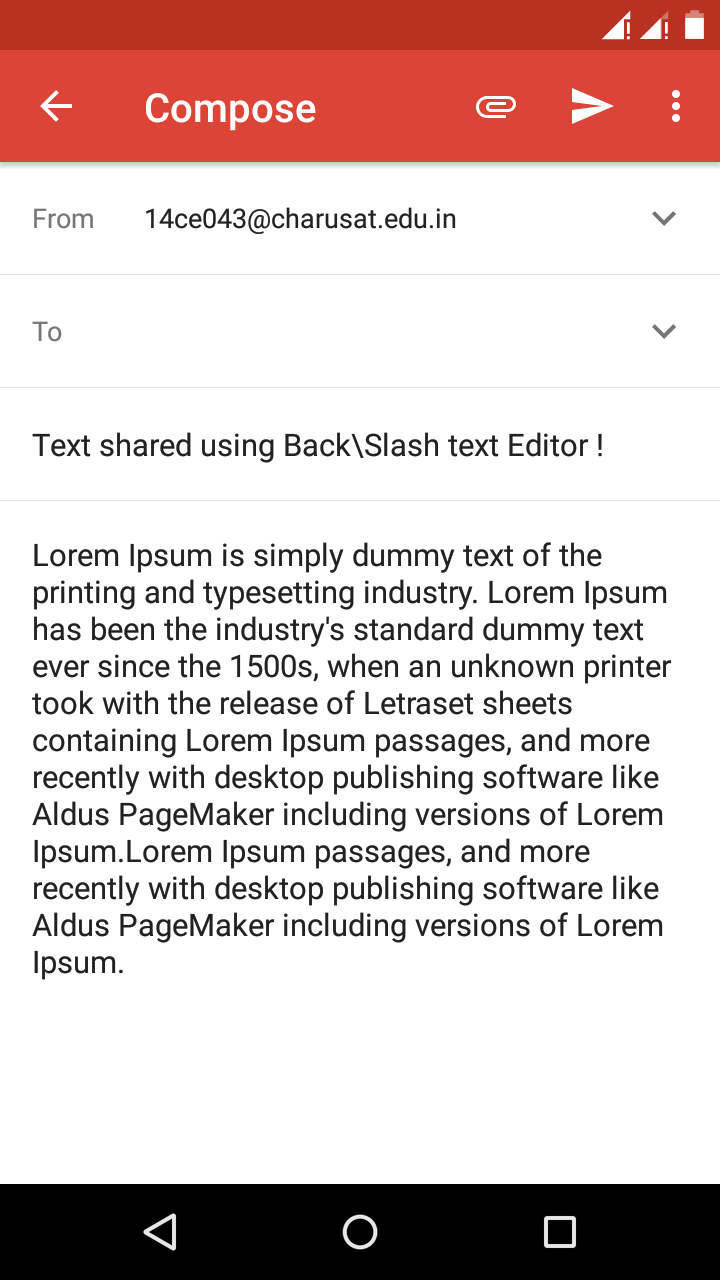 Compose
From 14ce043@charusat.edu.in
To
Text shared using Back\Slash text Editor !
Lorem Ipsum is simply dummy text of the
printing and typesetting industry. Lorem Ipsum
has been the industry's standard dummy text
ever since the 1500s, when an unknown printer
took with the release of Letraset sheets
containing Lorem Ipsum passages, and more
recently with desktop publishing software like
Aldus PageMaker including versions of Lorem
Ipsum.Lorem Ipsum passages, and more
recently with desktop publishing software like
Aldus PageMaker including versions of Lorem
Ipsum.